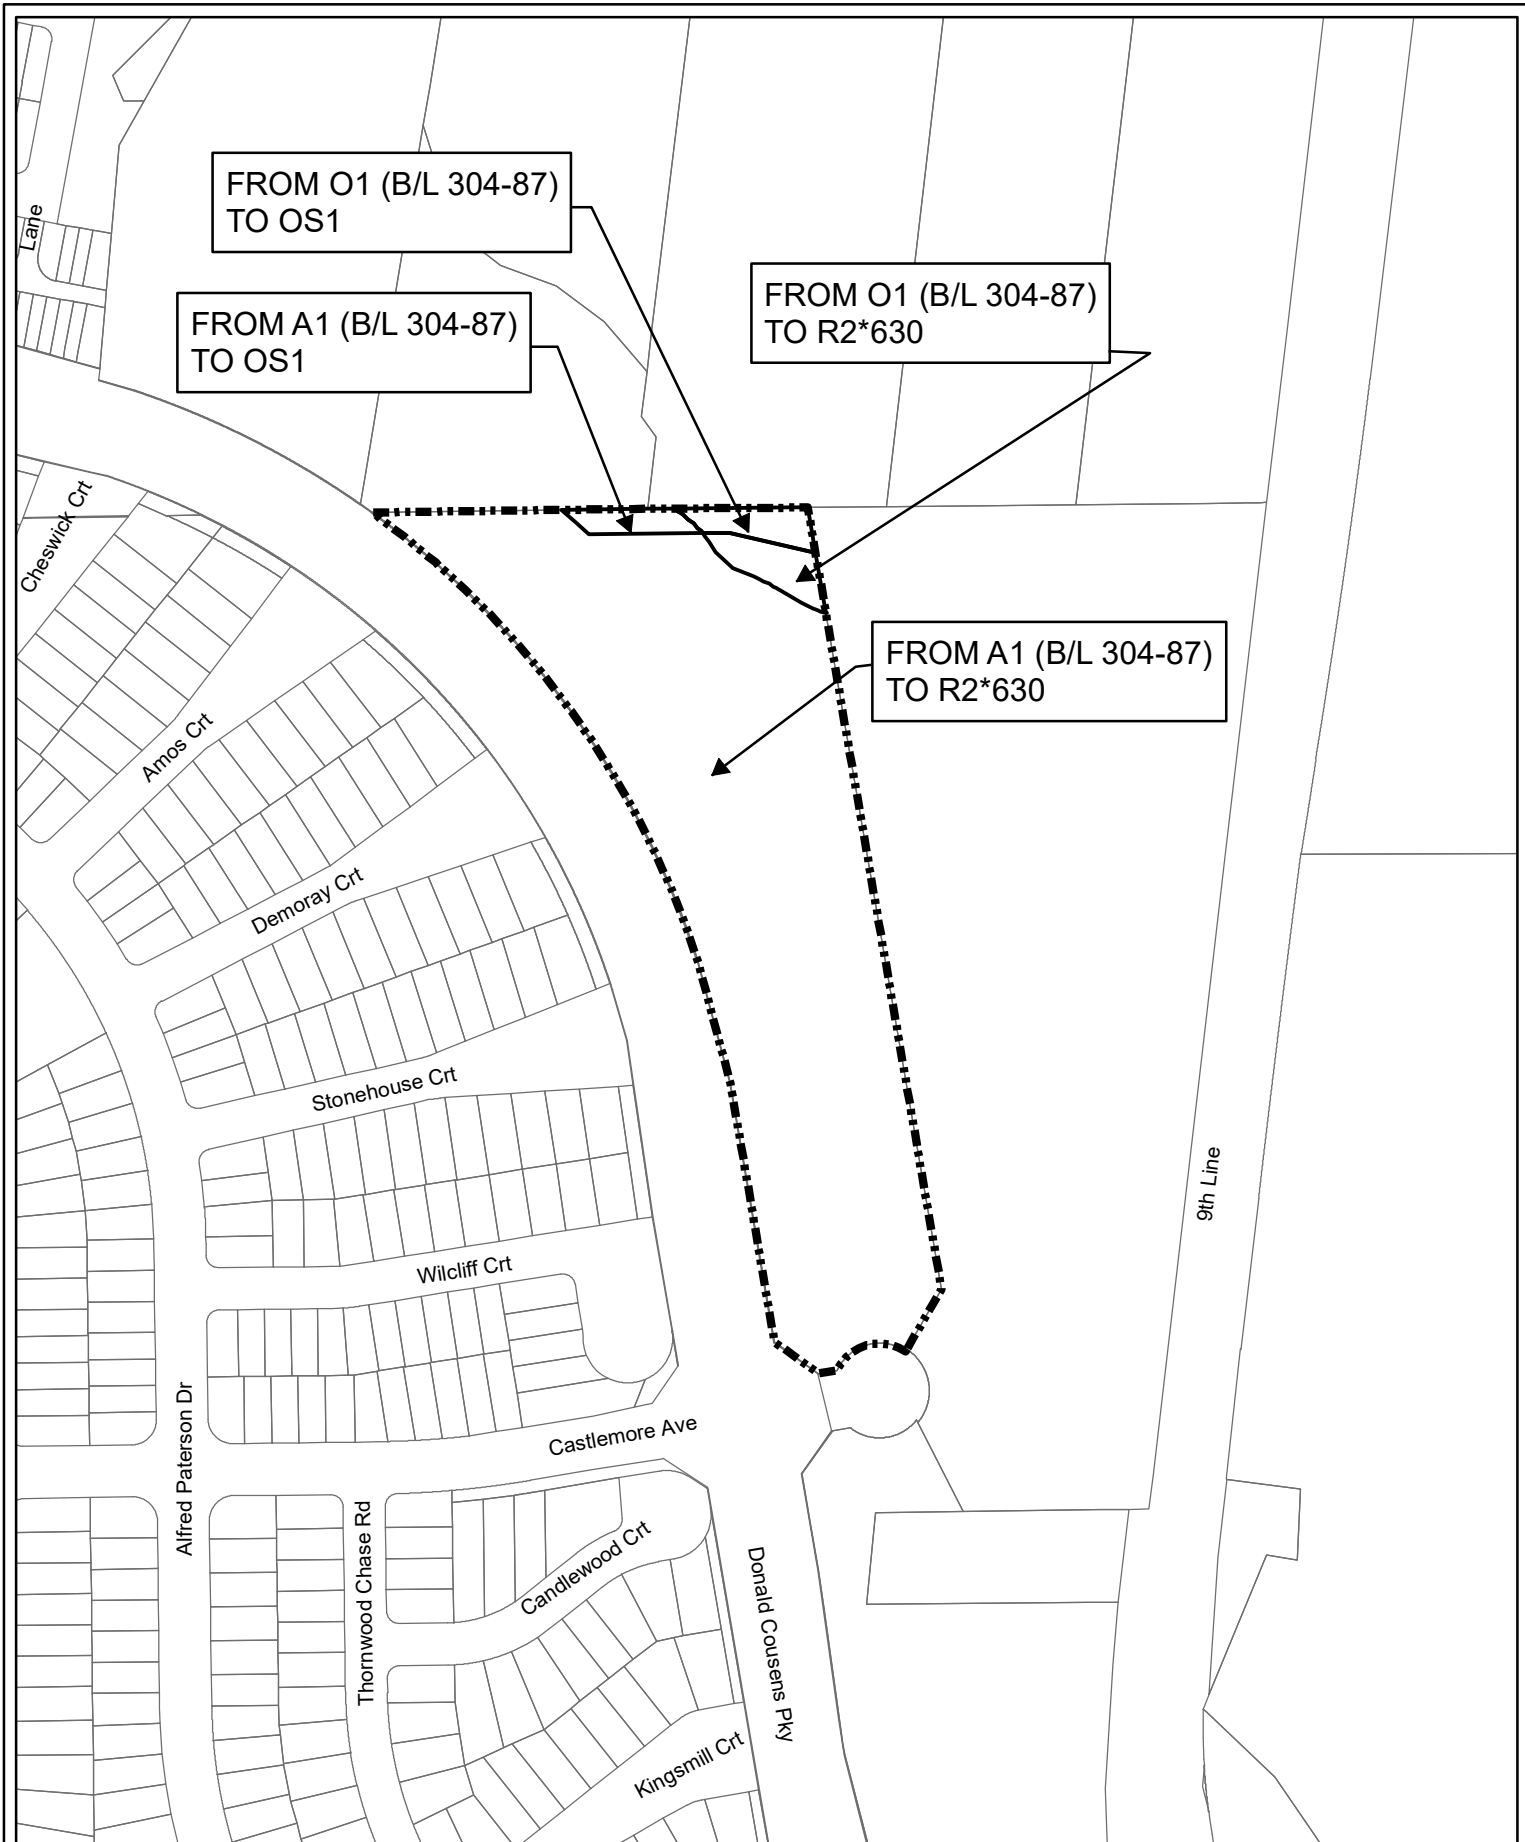 FROM O1 (B/L 304-87)
TO OS1
Lane
FROM O1 (B/L 304-87)
TO R2*630
FROM A1 (B/L 304-87)
TO OS1
Cheswick Crt
FROM A1 (B/L 304-87)
TO R2*630
Amos Crt
Demoray Crt
Stonehouse Crt
9th Line
Wilcliff Crt
Castlemore Ave
Alfred Paterson Dr
Thornwood Chase Rd
Candlewood Crt
Donald Cousens Pky
Kingsmill Crt